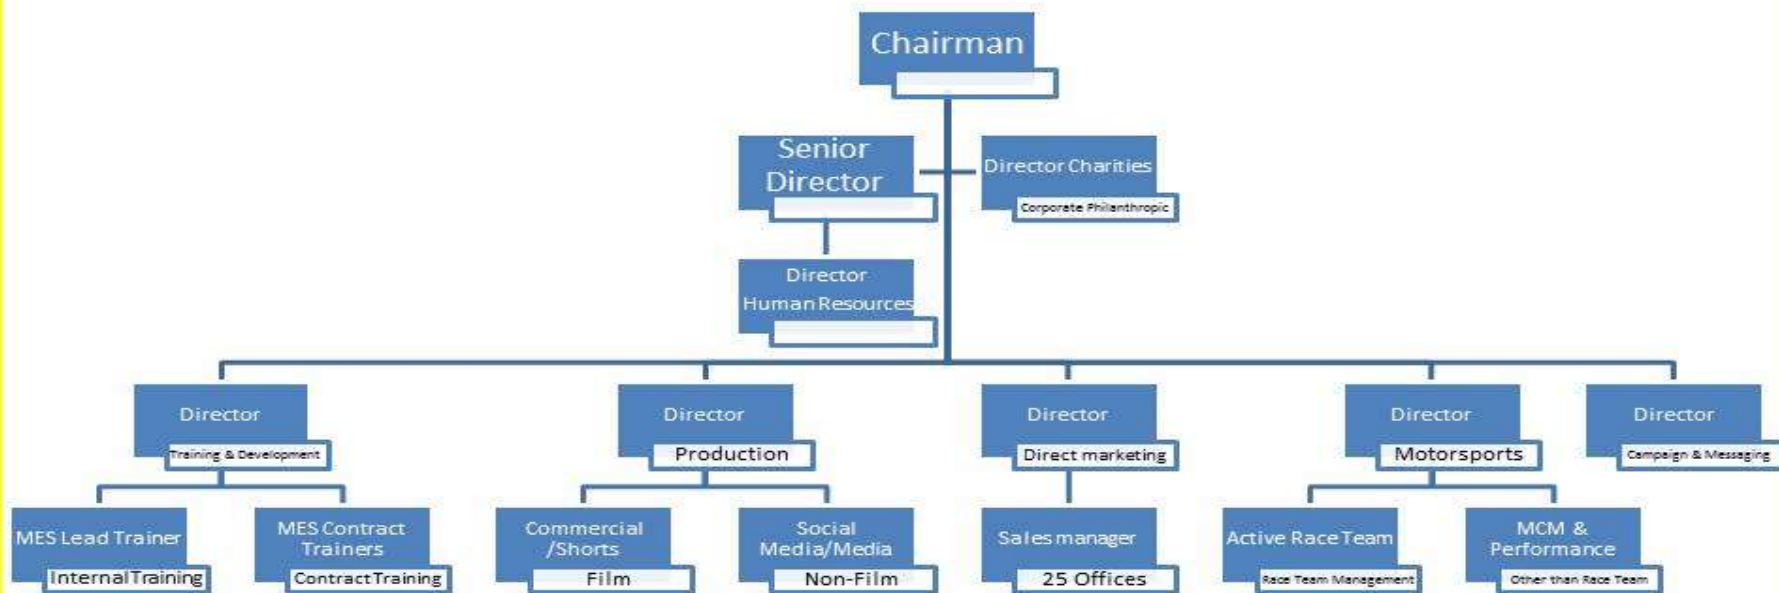 Chairman
Senior
Director
Director Charities
Corporate Philanthropic
Director
Human Resources
Director
Training & Development
Director
Production
Director
Direct marketing
Director
Motorsports
Director
Campaign & Messaging
MES Lead Trainer
Internal Training
MES Contract
Trainers
Contract Training
Commercial
/Shorts
Film
Social
Media/Media
Non-Film
Sales manager
25 Offices
Active Race Team
Race Team Management
MCM &
Performance
Other than Race Team